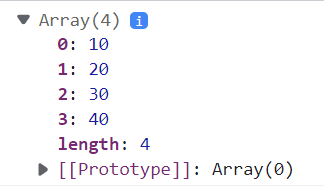 Array(4) i
0: 10
1: 20
2: 30
3: 40
length: 4
[[Prototype]]: Array(0)